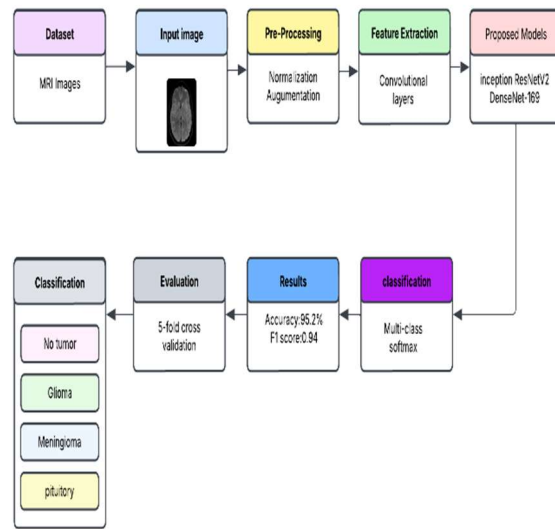 Dataset
MRI Images
Input image
Pre-Processing
Normalization
Augumentation
Feature Extraction
Convolutional
layers
Proposed Models
inception ResNetV2
DenseNet-169
classification
Multi-class
softmax
Results
Accuracy:95.2%
F1 score:0.94
Evaluation
5-fold cross
validation
Classification
No tumor
Glioma
Meningioma
pituitory